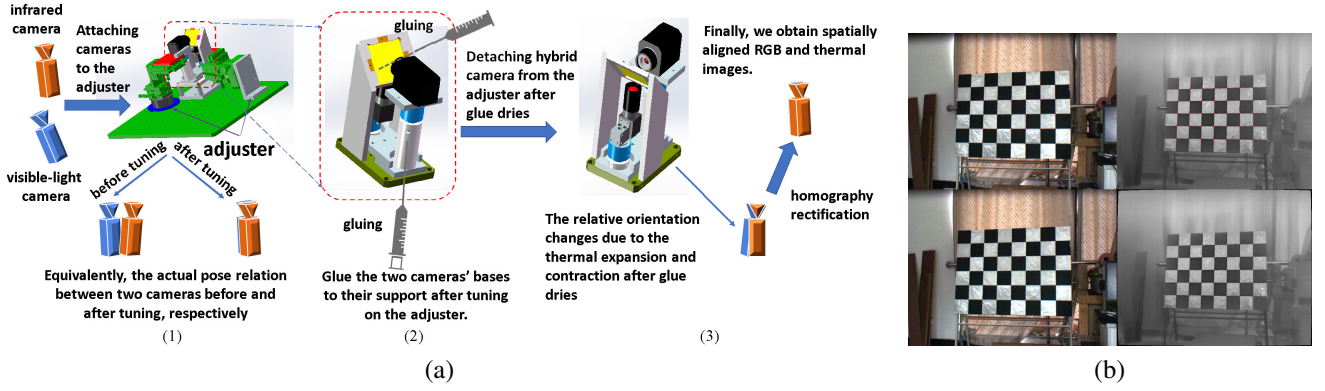 infrared
camera
Attaching
cameras
to the
adjuster
visible-light
camera
adjuster
before tuning
after tuning
Equivalently, the actual pose relation
between two cameras before and
after tuning, respectively
(1)
gluing
gluing
Glue the two cameras' bases
to their support after tuning
on the adjuster.
(2)
Detaching hybrid
camera from the
adjuster after
glue dries
The relative orientation
changes due to the
thermal expansion and
contraction after glue
dries
(3)
Finally, we obtain spatially
aligned RGB and thermal
images.
homography
rectification
(a)
(b)